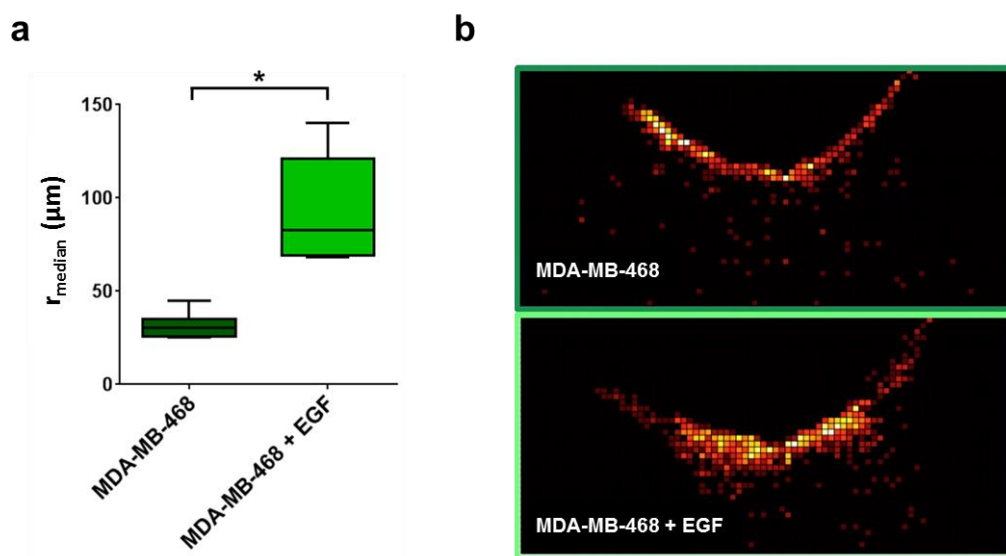 a
b
*
150
100
50
0
r_median (µm)
MDA-MB-468
MDA-MB-468 + EGF
MDA-MB-468
MDA-MB-468 + EGF